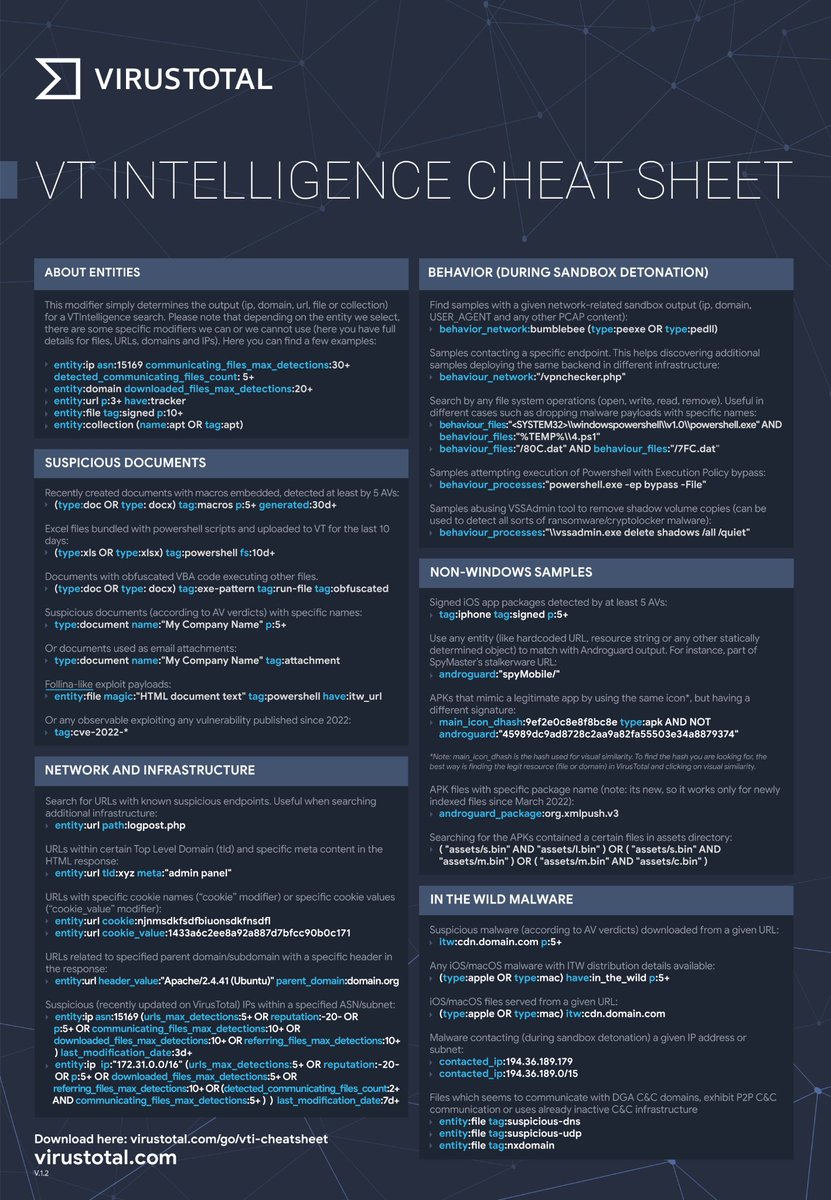 VIRUSTOTAL
VT INTELLIGENCE CHEAT SHEET
ABOUT ENTITIES
This modifier simply determines the output (ip, domain, url, file or collection)
for a VTIntelligence search. Please note that depending on the entity we select,
there are some specific modifiers we can or we cannot use (here you have full
details for files, URLs, domains and IPs). Here you can find a few examples:
entity:ip asn:15169 communicating_files_max_detections:30+
detected_communicating_files_count: 5+
entity:domain downloaded_files_max_detections:20+
entity:url p:3+ have:tracker
entity:file tag:signed p:10+
entity:collection (name:apt OR tag:apt)
SUSPICIOUS DOCUMENTS
Recently created documents with macros embedded, detected at least by 5 AVs:
(type:doc OR type: docx) tag:macros p:5+ generated:30d+
Excel files bundled with powershell scripts and uploaded to VT for the last 10
days:
(type:xls OR type:xlsx) tag:powershell fs:10d+
Documents with obfuscated VBA code executing other files.
(type:doc OR type: docx) tag:exe-pattern tag:run-file tag:obfuscated
Suspicious documents (according to AV verdicts) with specific names:
type:document name:"My Company Name" p:5+
Or documents used as email attachments:
type:document name:"My Company Name" tag:attachment
Follina-like exploit payloads:
entity:file magic:"HTML document text" tag:powershell have:itw_url
Or any observable exploiting any vulnerability published since 2022:
tag:cve-2022-*
NETWORK AND INFRASTRUCTURE
Search for URLs with known suspicious endpoints. Useful when searching
additional infrastructure:
entity:url path:logpost.php
URLs within certain Top Level Domain (tld) and specific meta content in the
HTML response:
entity:url tld:xyz meta:"admin panel"
URLs with specific cookie names ("cookie" modifier) or specific cookie values
("cookie_value" modifier):
entity:url cookie:njnmsdkfsdfbiuonsdkfnsdfl
entity:url cookie_value:1433a6c2ee8a92a887d7bfcc90b0c171
URLs related to specified parent domain/subdomain with a specific header in
the response:
entity:url header_value:"Apache/2.4.41 (Ubuntu)" parent_domain:domain.org
Suspicious (recently updated on VirusTotal) IPs within a specified ASN/subnet:
entity:ip asn:15169 (urls_max_detections:5+ OR reputation:-20- OR
p:5+ OR communicating_files_max_detections:10+ OR
downloaded_files_max_detections:10+ OR referring_files_max_detections:10+
) last_modification_date:3d+
entity:ip ip:"172.31.0.0/16" (urls_max_detections:5+ OR reputation:-20-
OR p:5+ OR downloaded_files_max_detections:5+ OR
referring_files_max_detections:10+ OR (detected_communicating_files_count:2+
AND communicating_files_max_detections:5+ ) ) last_modification_date:7d+
BEHAVIOR (DURING SANDBOX DETONATION)
Find samples with a given network-related sandbox output (ip, domain,
USER_AGENT and any other PCAP content):
behavior_network:bumblebee (type:peexe OR type:pedll)
Samples contacting a specific endpoint. This helps discovering additional
samples deploying the same backend in different infrastructure:
behaviour_network:"/vpnchecker.php"
Search by any file system operations (open, write, read, remove). Useful in
different cases such as dropping malware payloads with specific names:
behaviour_files:"<SYSTEM32>\\windowspowershell\\v1.0\\powershell.exe" AND
behaviour_files:"%TEMP%\\4.ps1"
behaviour_files:"/80C.dat" AND behaviour_files:"/7FC.dat"
Samples attempting execution of Powershell with Execution Policy bypass:
behaviour_processes:"powershell.exe -ep bypass -File"
Samples abusing VSSAdmin tool to remove shadow volume copies (can be
used to detect all sorts of ransomware/cryptolocker malware):
behaviour_processes:"\\vssadmin.exe delete shadows /all /quiet"
NON-WINDOWS SAMPLES
Signed iOS app packages detected by at least 5 AVs:
tag:iphone tag:signed p:5+
Use any entity (like hardcoded URL, resource string or any other statically
determined object) to match with Androguard output. For instance, part of
SpyMaster's stalkerware URL:
androguard:"spyMobile/"
APKs that mimic a legitimate app by using the same icon*, but having a
different signature:
main_icon_dhash:9ef2e0c8e8f8bc8e type:apk AND NOT
androguard:"45989dc9ad8728c2aa9a82fa55503e34a8879374"
*Note: main_icon_dhash is the hash used for visual similarity. To find the hash you are looking for, the
best way is finding the legit resource (file or domain) in VirusTotal and clicking on visual similarity.
APK files with specific package name (note: its new, so it works only for newly
indexed files since March 2022):
androguard_package:org.xmlpush.v3
Searching for the APKs contained a certain files in assets directory:
( "assets/s.bin" AND "assets/l.bin" ) OR ( "assets/s.bin" AND
"assets/m.bin" ) OR ( "assets/m.bin" AND "assets/c.bin" )
IN THE WILD MALWARE
Suspicious malware (according to AV verdicts) downloaded from a given URL:
itw:cdn.domain.com p:5+
Any iOS/macOS malware with ITW distribution details available:
(type:apple OR type:mac) have:in_the_wild p:5+
iOS/macOS files served from a given URL:
(type:apple OR type:mac) itw:cdn.domain.com
Malware contacting (during sandbox detonation) a given IP address or
subnet:
contacted_ip:194.36.189.179
contacted_ip:194.36.189.0/15
Files which seems to communicate with DGA C&C domains, exhibit P2P C&C
communication or uses already inactive C&C infrastructure
entity:file tag:suspicious-dns
entity:file tag:suspicious-udp
entity:file tag:nxdomain
Download here: virustotal.com/go/vti-cheatsheet
virustotal.com
V.1.2